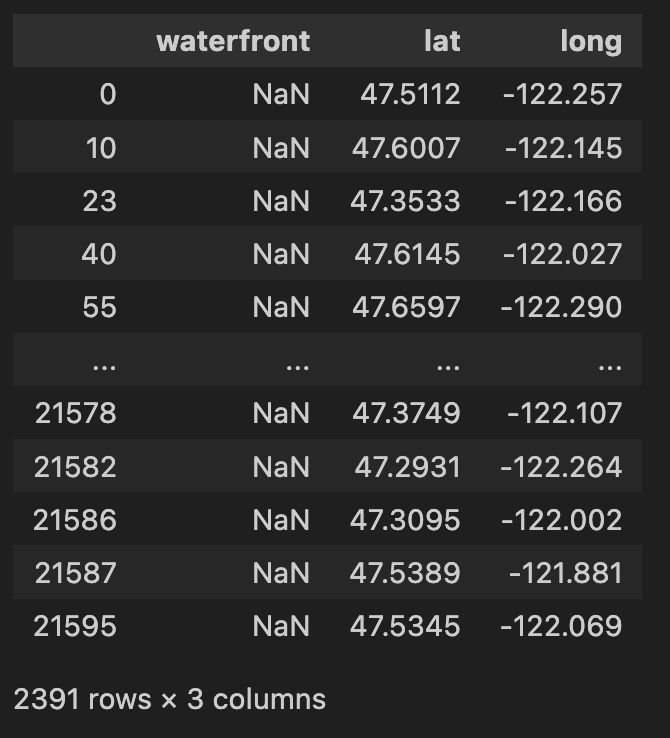 waterfront lat long
0 NaN 47.5112 -122.257
10 NaN 47.6007 -122.145
23 NaN 47.3533 -122.166
40 NaN 47.6145 -122.027
55 NaN 47.6597 -122.290
... ... ... ...
21578 NaN 47.3749 -122.107
21582 NaN 47.2931 -122.264
21586 NaN 47.3095 -122.002
21587 NaN 47.5389 -121.881
21595 NaN 47.5345 -122.069
2391 rows × 3 columns